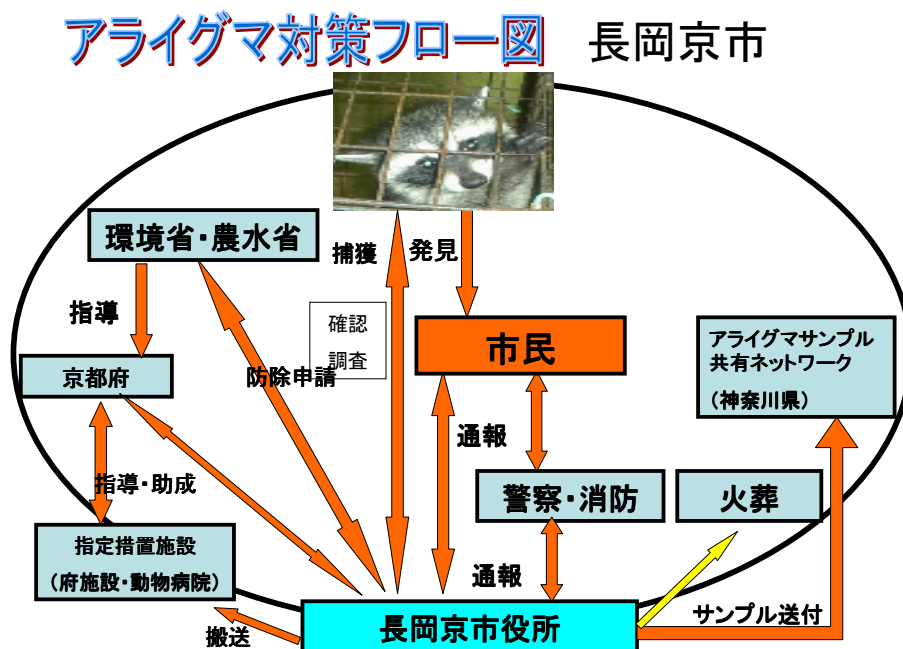 アライグマ対策フロー図 長岡京市
環境省・農水省
捕獲
発見
指導
確認
調査
市民
アライグマサンプル
共有ネットワーク
（神奈川県）
京都府
防除申請
通報
指導・助成
警察・消防
火葬
指定措置施設
（府施設・動物病院）
通報
長岡京市役所
サンプル送付
搬送